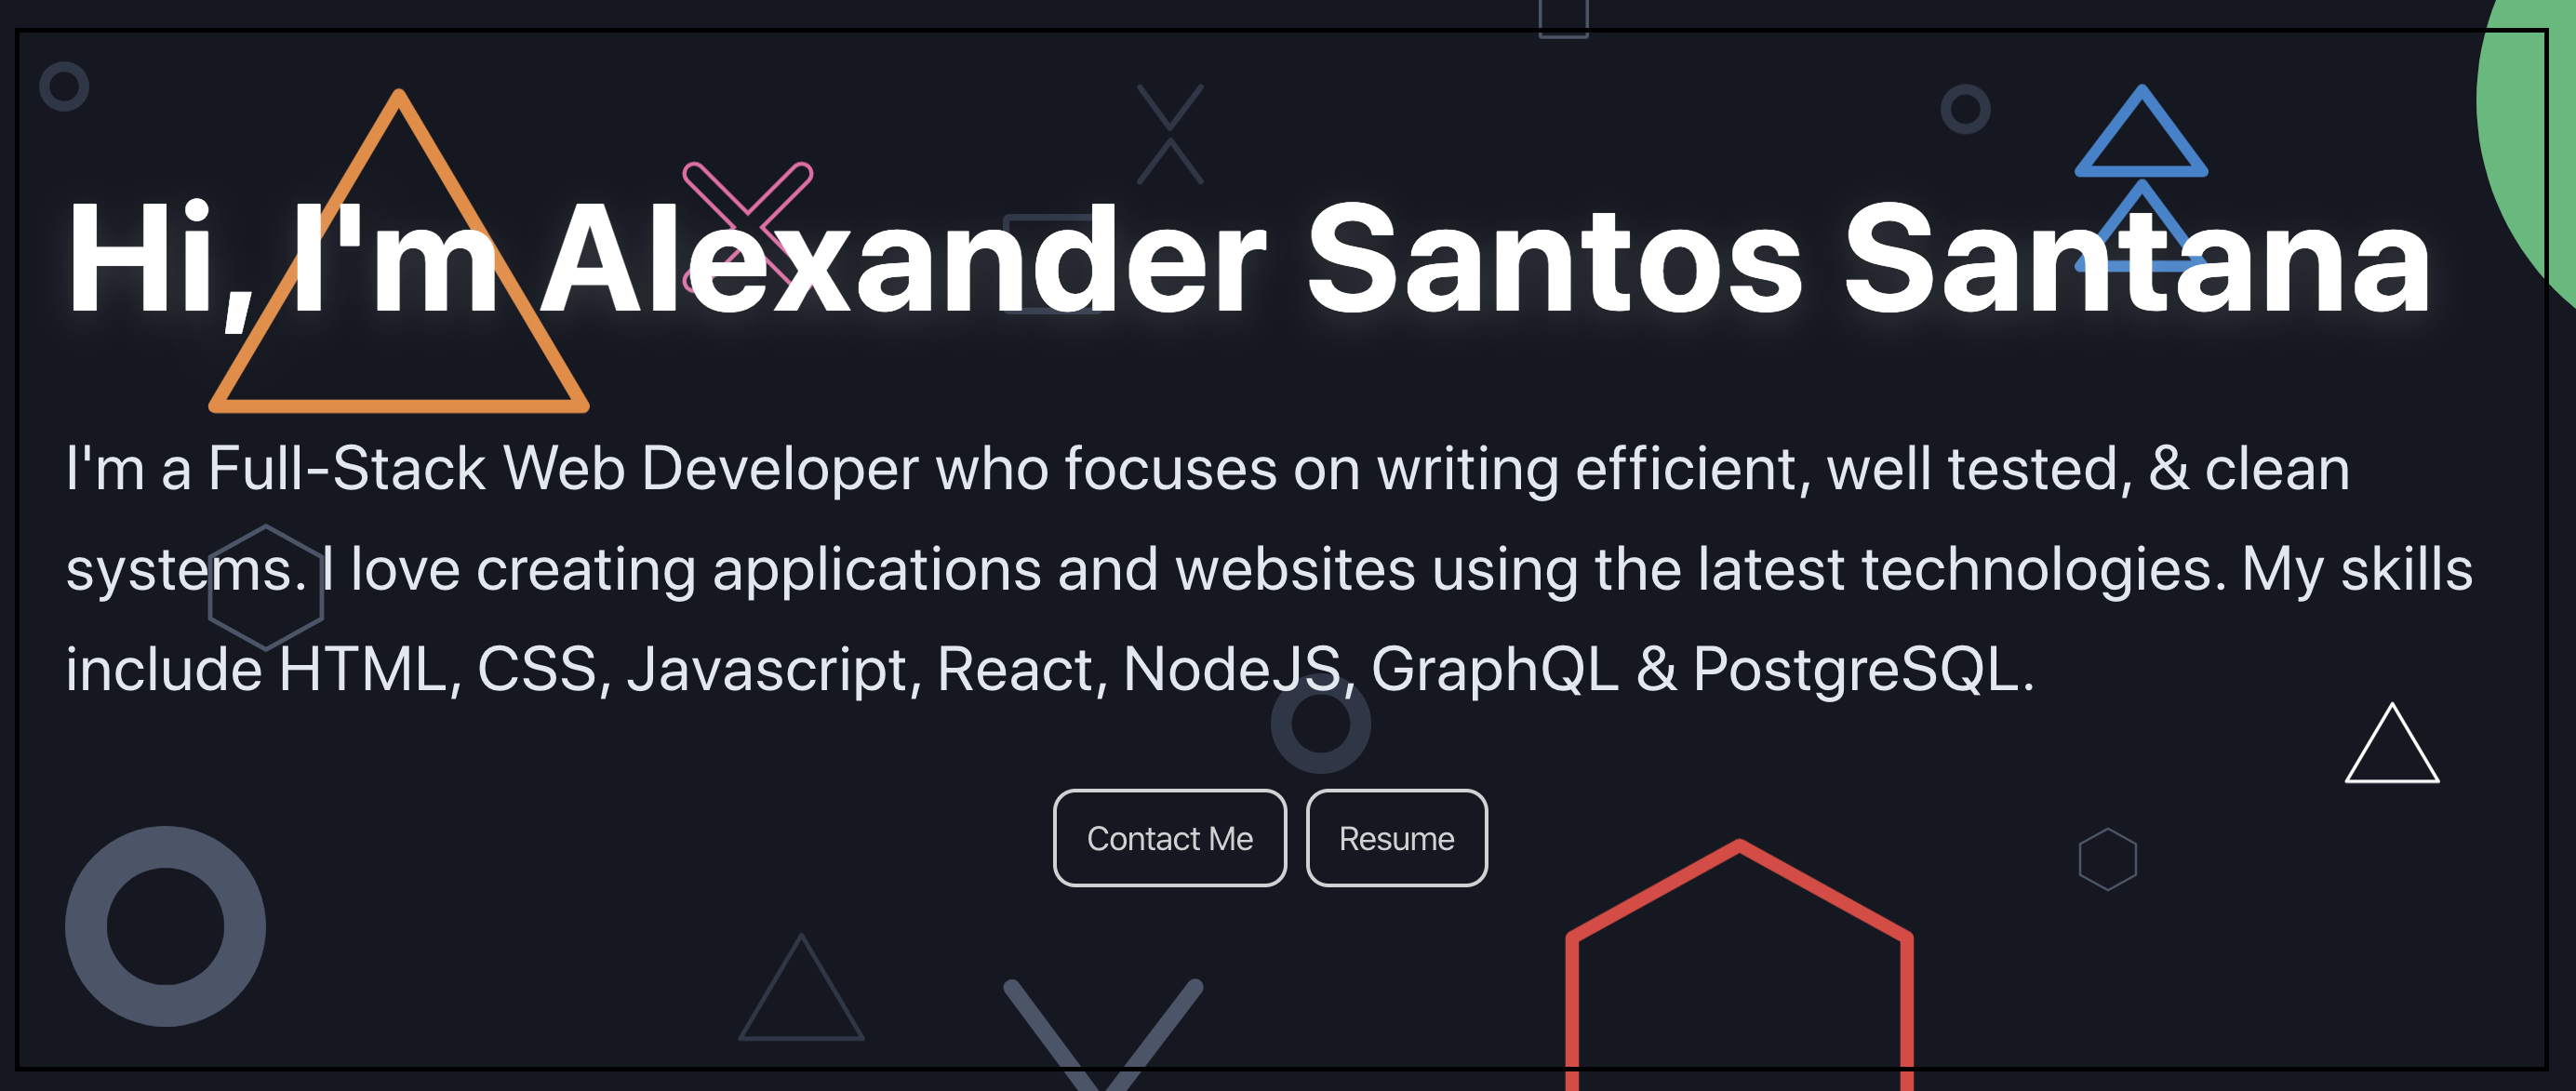 Hi, I'm Alexander Santos Santana
I'm a Full-Stack Web Developer who focuses on writing efficient, well tested, & clean
systems. I love creating applications and websites using the latest technologies. My skills
include HTML, CSS, Javascript, React, NodeJS, GraphQL & PostgreSQL.
Contact Me
Resume